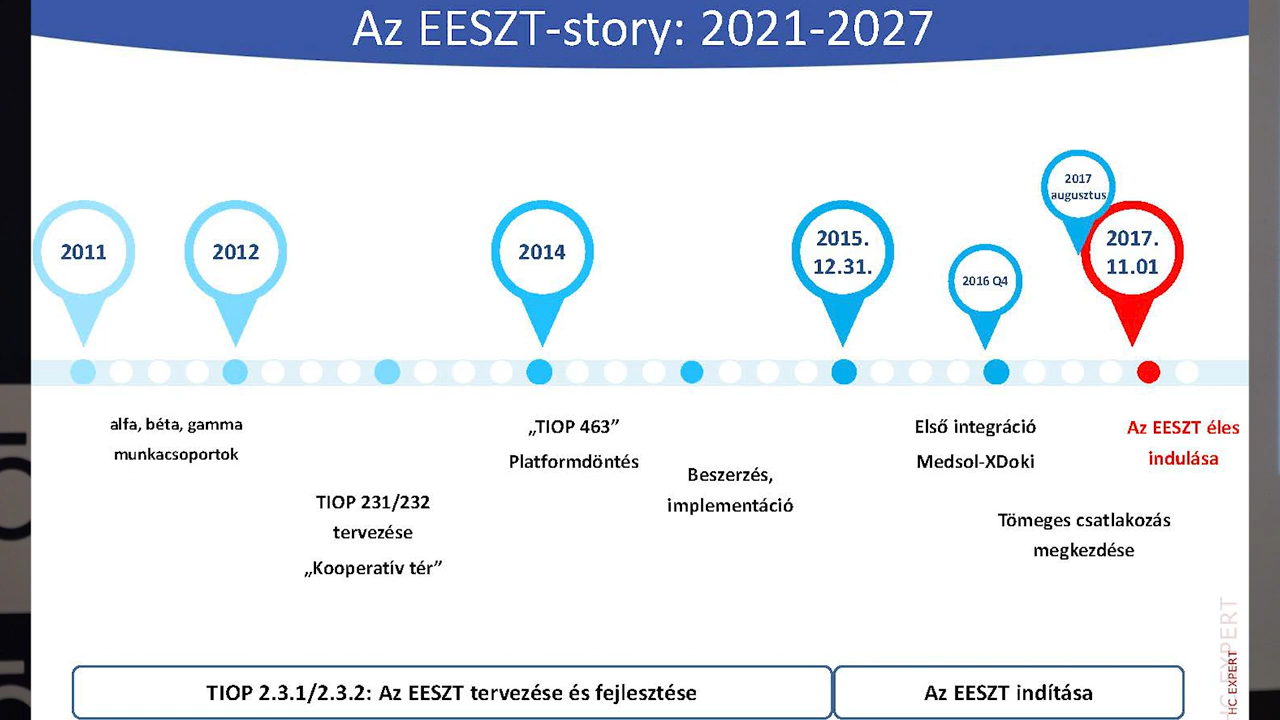 Az EESZT-story: 2021-2027
2017
augusztus
2011
2012
2014
2015.
12.31.
2016 Q4
2017.
11.01
alfa, béta, gamma
munkacsoportok
TIOP 231/232
tervezése
„Kooperatív tér”
„TIOP 463”
Platformdöntés
Beszerzés,
implementáció
Első integráció
Medsol-XDoki
Tömeges csatlakozás
megkezdése
Az EESZT éles
indulása
TIOP 2.3.1/2.3.2: Az EESZT tervezése és fejlesztése
Az EESZT indítása
HC.EXPERT
HC.EXPERT